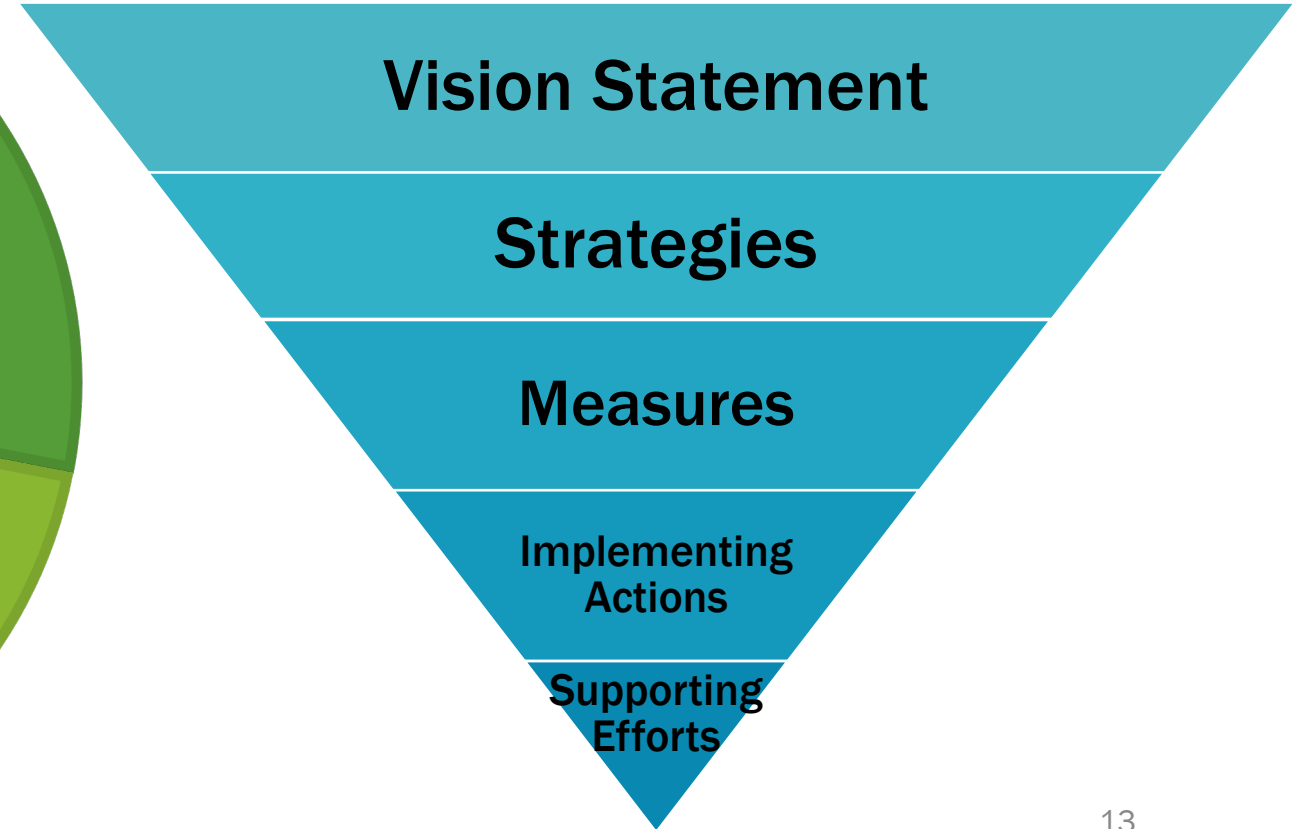 Vision Statement
Strategies
Measures
Implementing
Actions
Supporting
Efforts
13